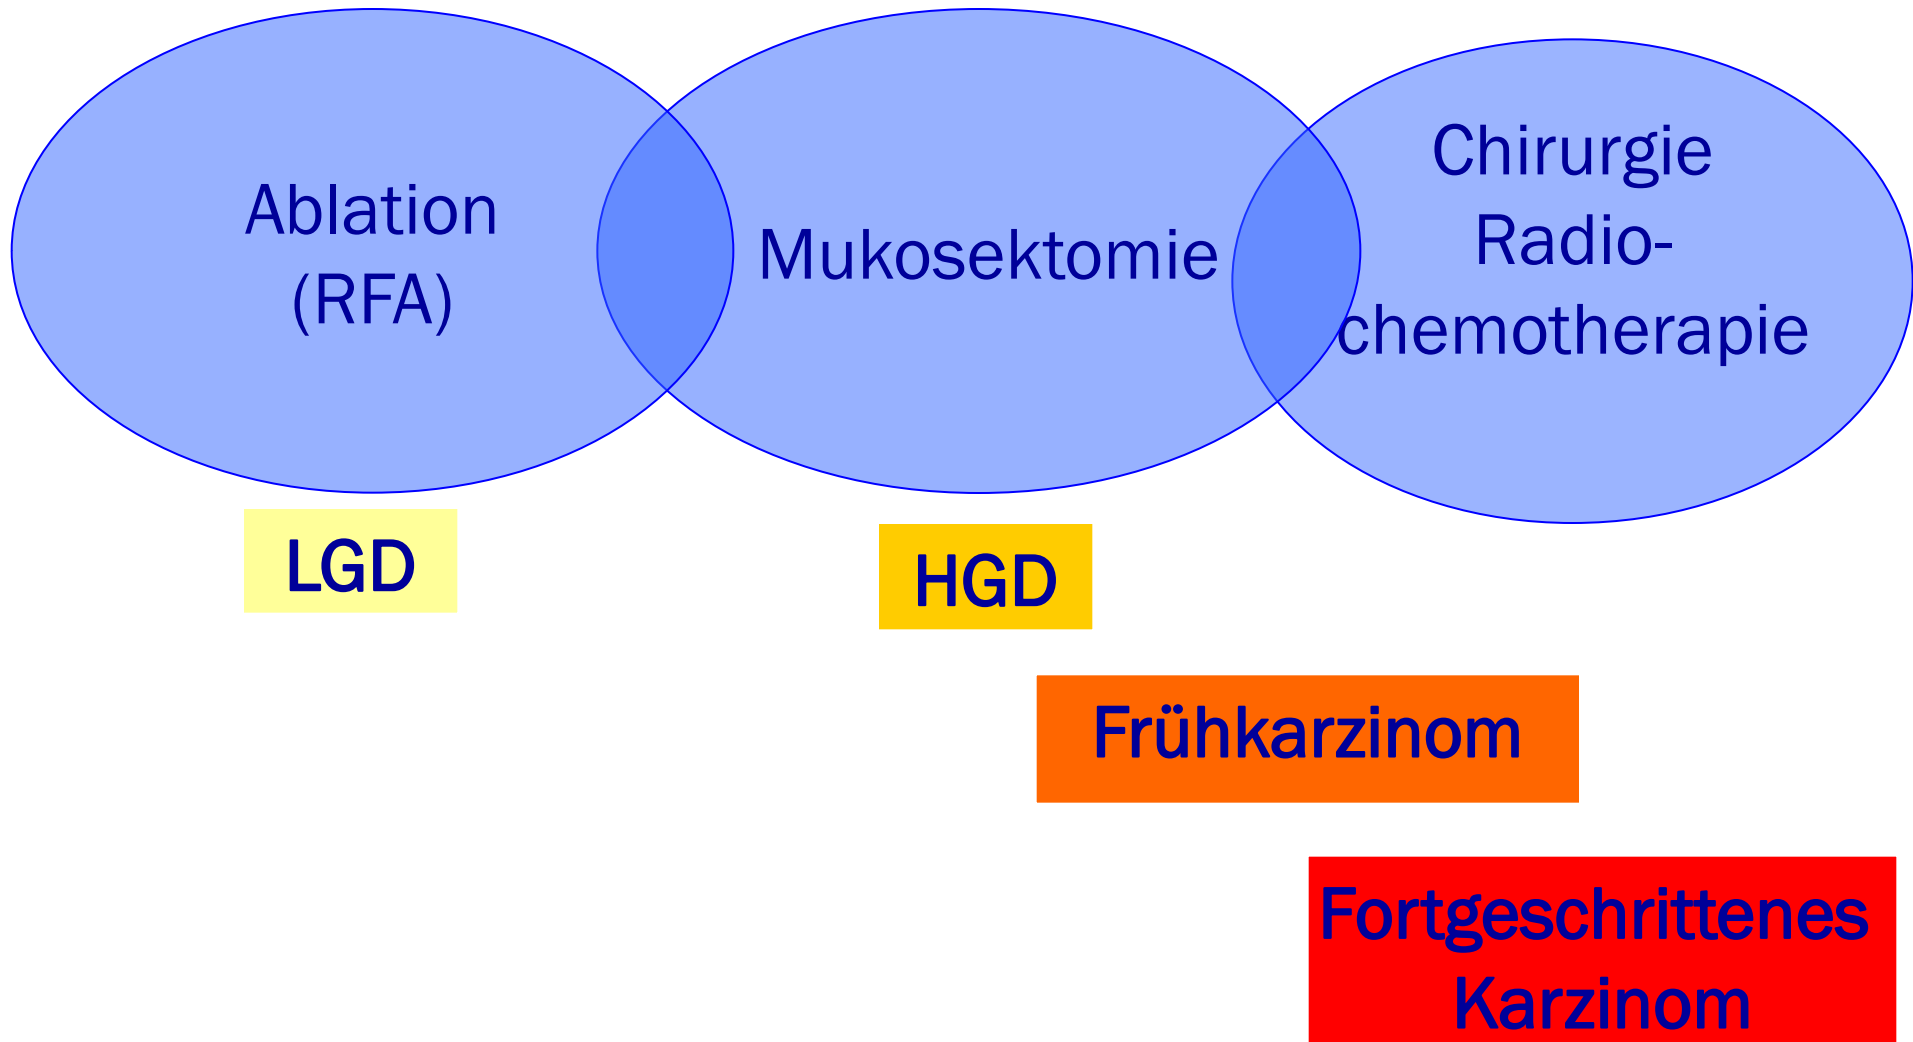 Ablation
(RFA)
Mukosektomie
Chirurgie
Radio-
chemotherapie
LGD
HGD
Frühkarzinom
Fortgeschrittenes
Karzinom